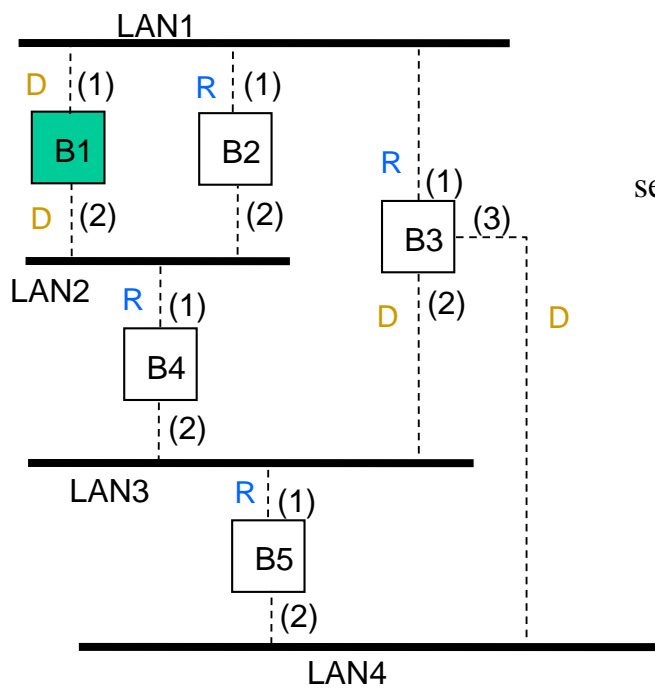 LAN1
D (1) R (1)
B1 B2 R (1)
se
D (2) (2) B3 (3)
LAN2 R (1) D (2) D
B4
(2)
LAN3
R (1)
B5
(2)
LAN4